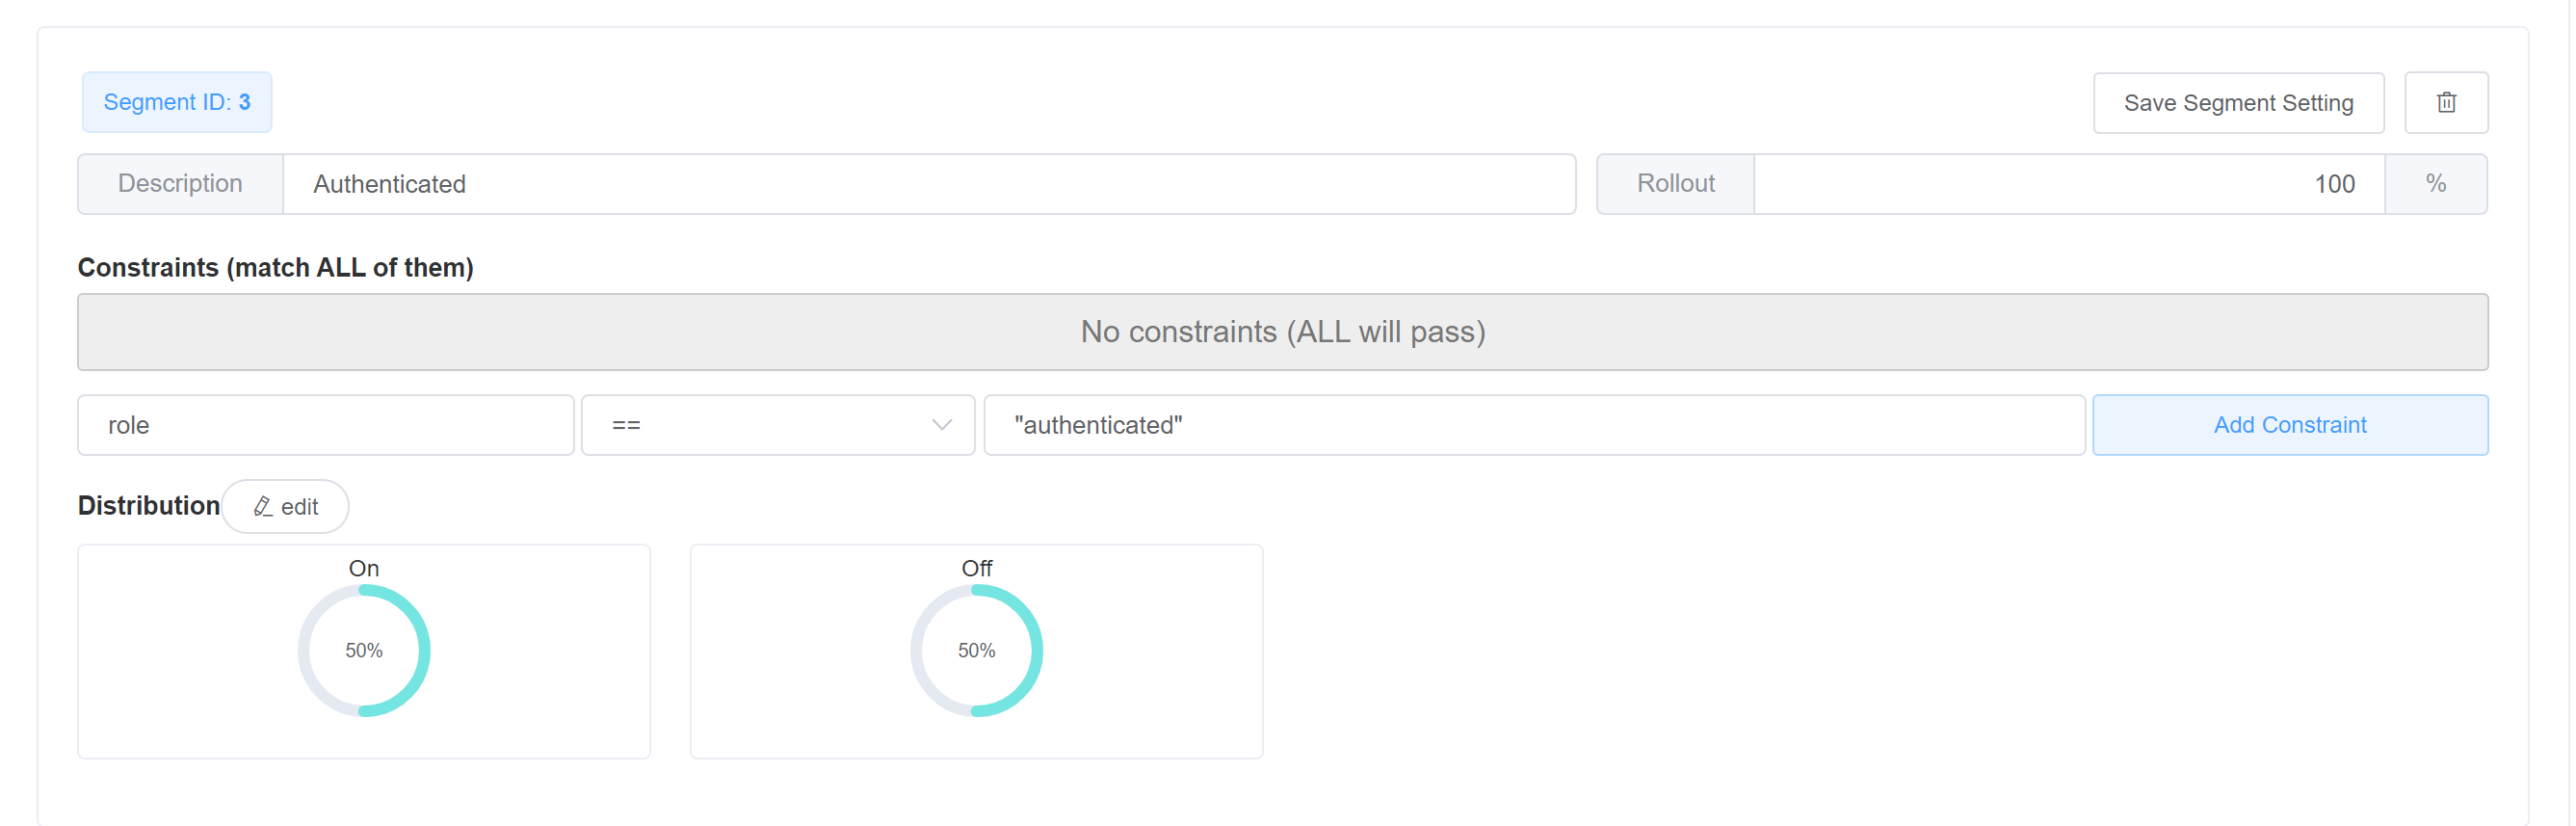 Segment ID: 3
Save Segment Setting
Description
Authenticated
Rollout
100
%
Constraints (match ALL of them)
No constraints (ALL will pass)
role
==
"authenticated"
Add Constraint
Distribution
edit
On
Off
50%
50%